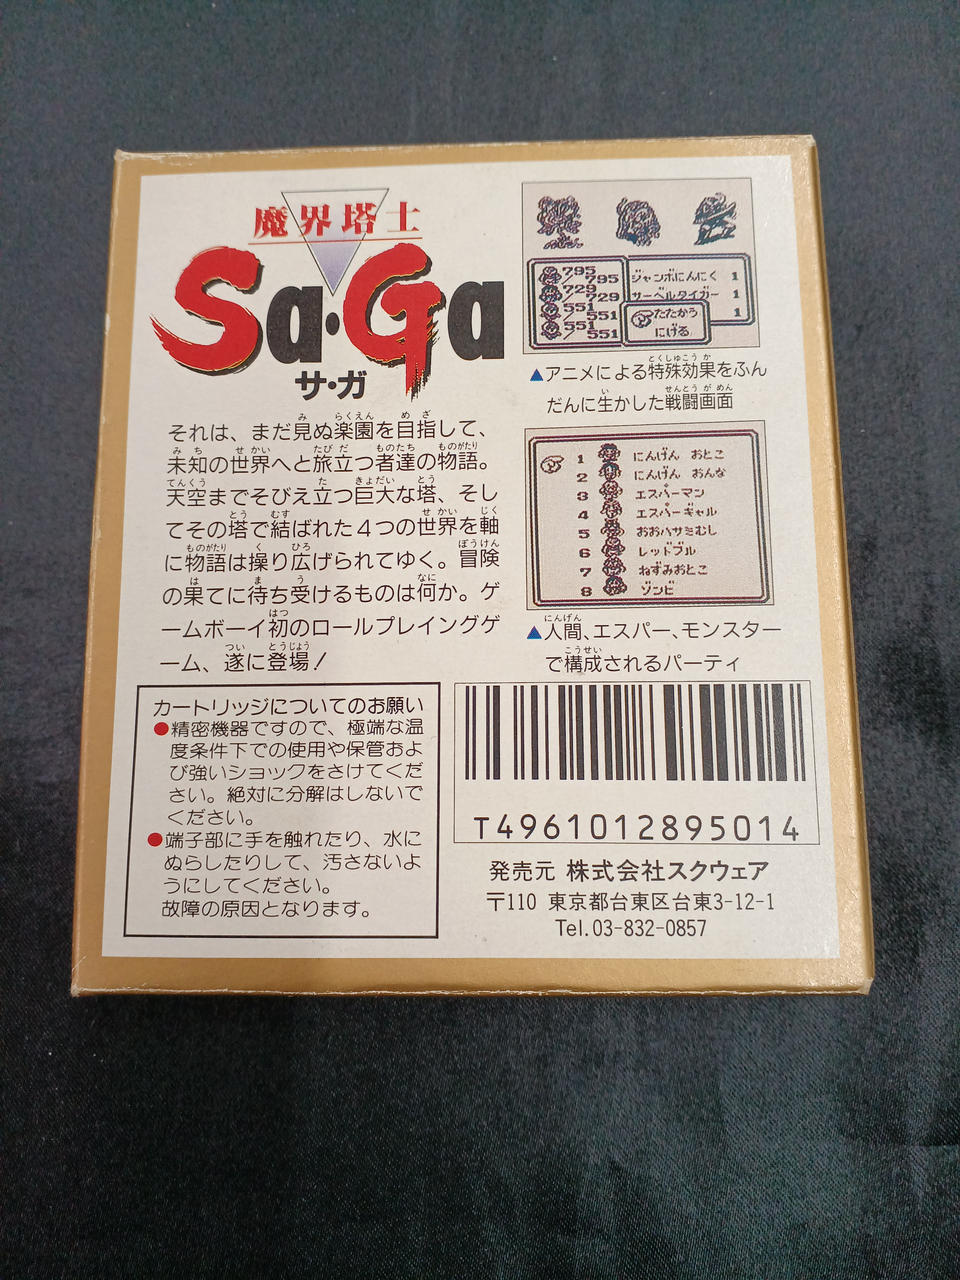 魔界塔士
Sa・Ga
サ・ガ
それは、まだ見ぬ楽園を目指して、
未知の世界へと旅立つ者達の物語。
天空までそびえ立つ巨大な塔、そし
てその塔で結ばれた4つの世界を軸
に物語は操り広げられてゆく。冒険
の果てに待ち受けるものは何か。ゲ
ームボーイ初のロールプレイングゲ
ーム、遂に登場!
795/795
729/729
551/551
551/551
ジャンボにんにく 1
サーベルタイガー 1
1
たたかう
にげる
▲アニメによる特殊効果をふん
だんに生かした戦闘画面
1 にんげん おとこ
2 にんげん おんな
3 エスパーマン
4 エスパーギャル
5 おおハサミむし
6 レッドブル
7 ねずみおとこ
8 ゾンビ
▲人間、エスパー、モンスター
で構成されるパーティ
カートリッジについてのお願い
●精密機器ですので、極端な温
度条件下での使用や保管およ
び強いショックをさけてくだ
さい。絶対に分解はしないで
ください。
●端子部に手を触れたり、水に
ぬらしたりして、汚さないよ
うにしてください。
故障の原因となります。
T4961012895014
発売元 株式会社スクウェア
〒110 東京都台東区台東3-12-1
Tel.03-832-0857